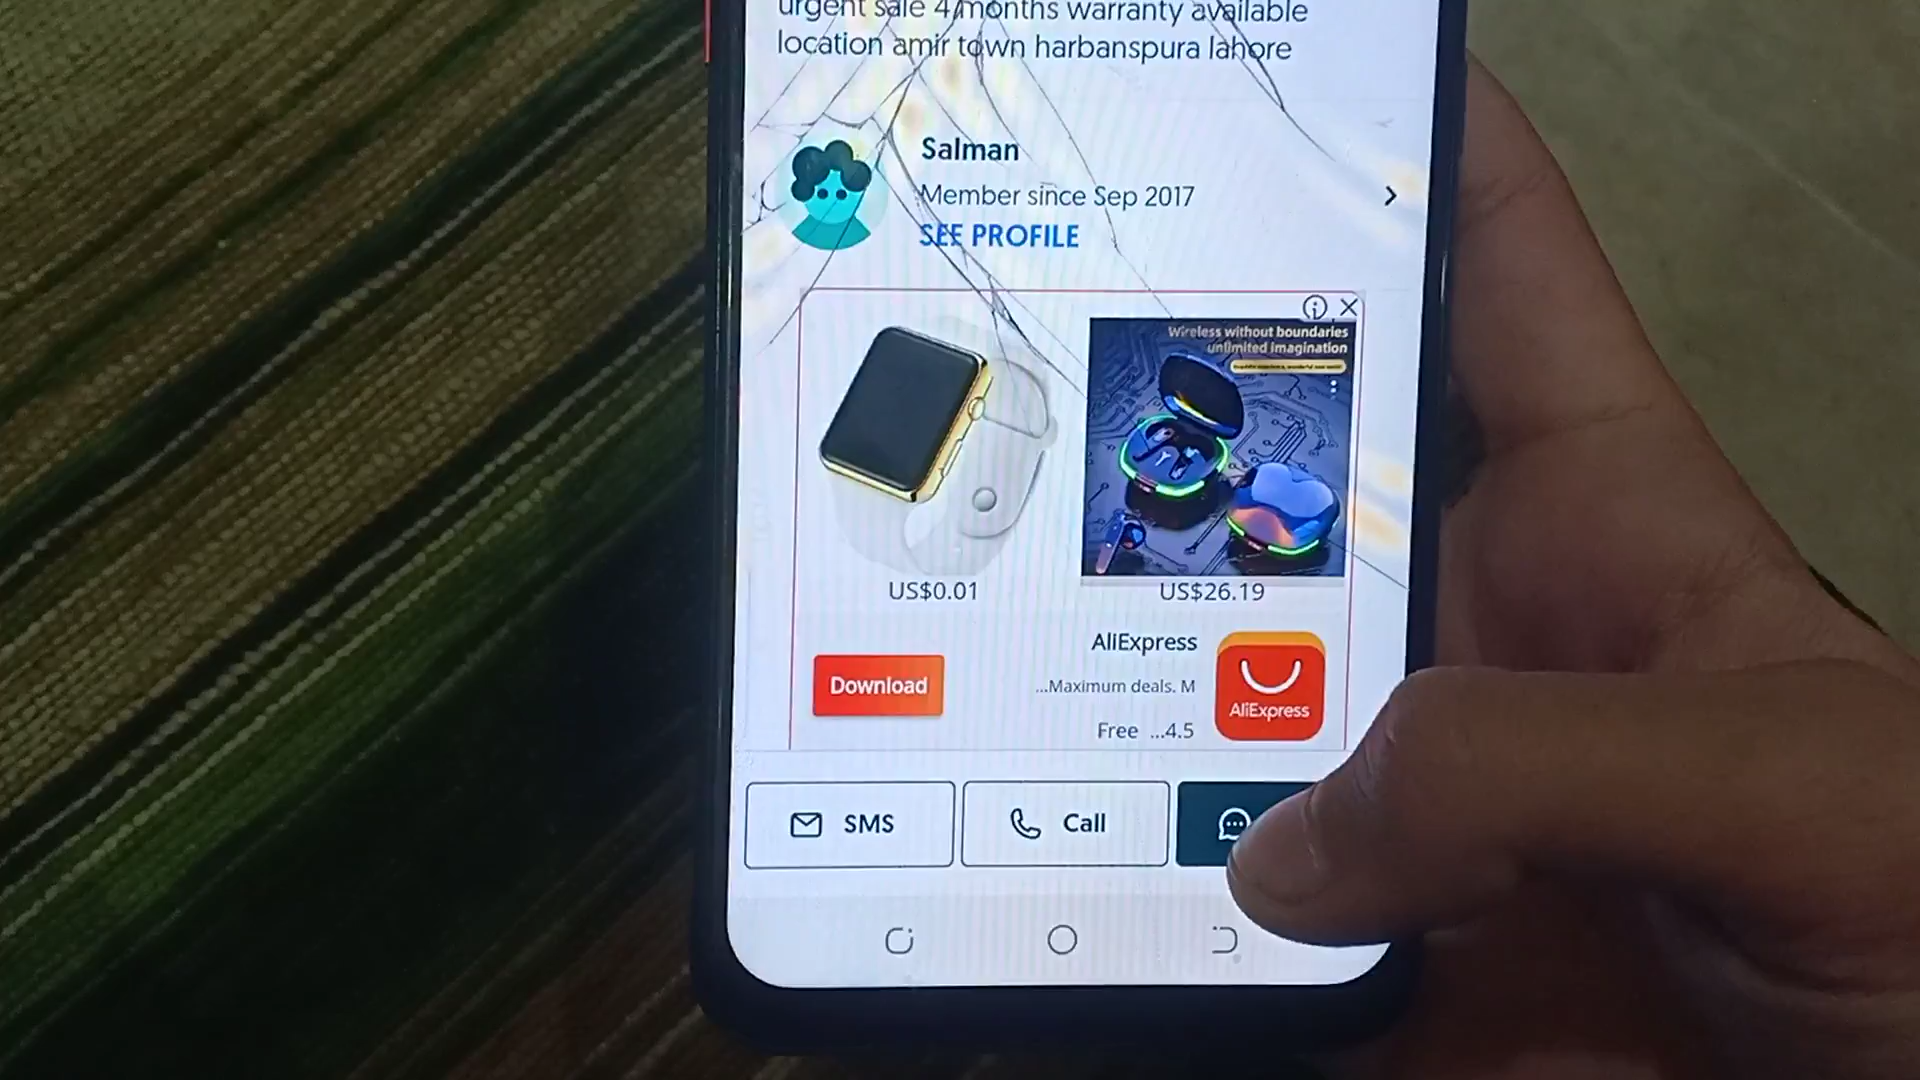 urgent sale 4 months warranty available
location amir town harbanspura lahore
Salman
Member since Sep 2017
SEE PROFILE
Wireless without boundaries
unlimited imagination
US$0.01
US$26.19
AliExpress
Download
...Maximum deals. M
AliExpress
Free ...4.5
SMS
Call